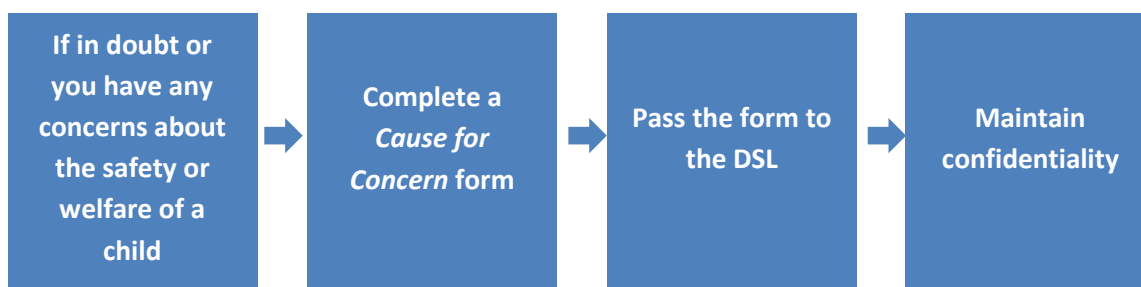 If in doubt or
you have any
concerns about
the safety or
welfare of a
child
Complete a
Cause for
Concern form
Pass the form to
the DSL
Maintain
confidentiality